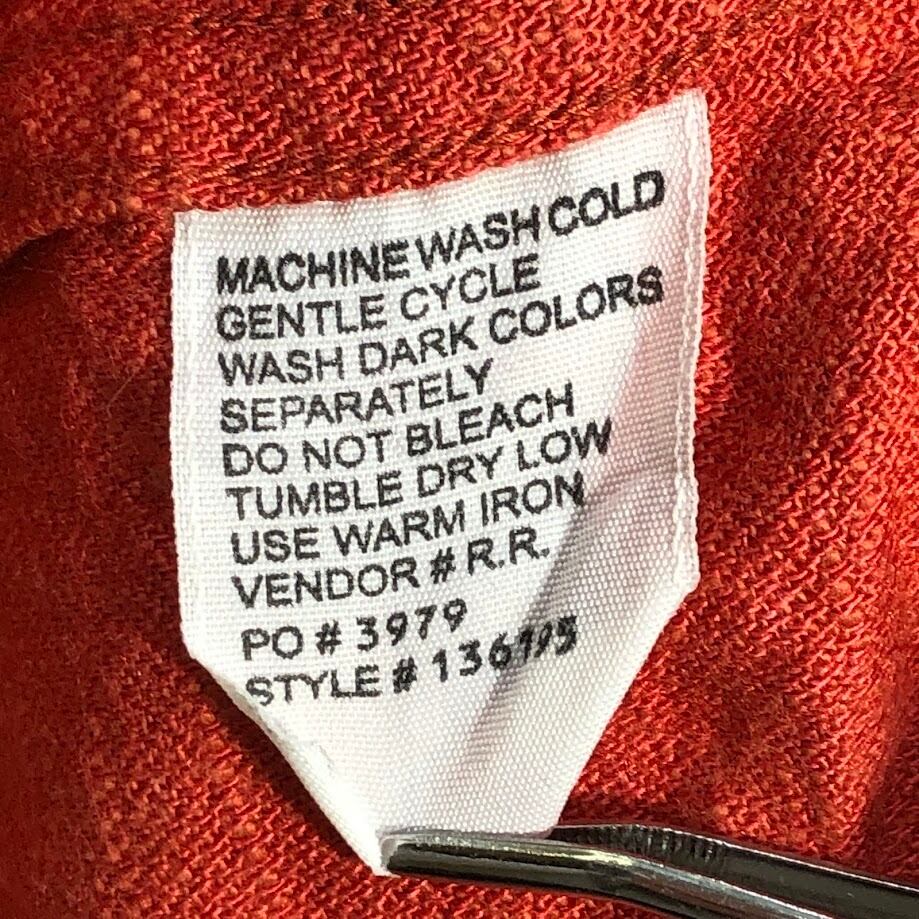 MACHINE WASH COLD
GENTLE CYCLE
WASH DARK COLORS
SEPARATELY
DO NOT BLEACH
TUMBLE DRY LOW
USE WARM IRON
VENDOR # R.R.
PO # 3979
STYLE #